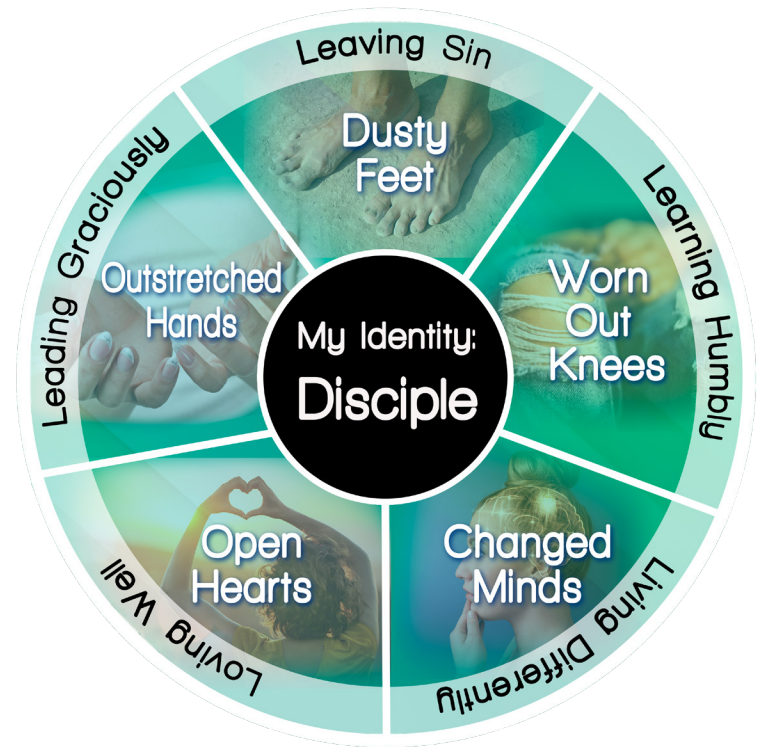 Leaving Sin
Dusty
Feet
Learning Humbly
Worn
Out
Knees
Living Differently
Changed
Minds
Loving Well
Open
Hearts
Leading Graciously
Outstretched
Hands
My Identity:
Disciple